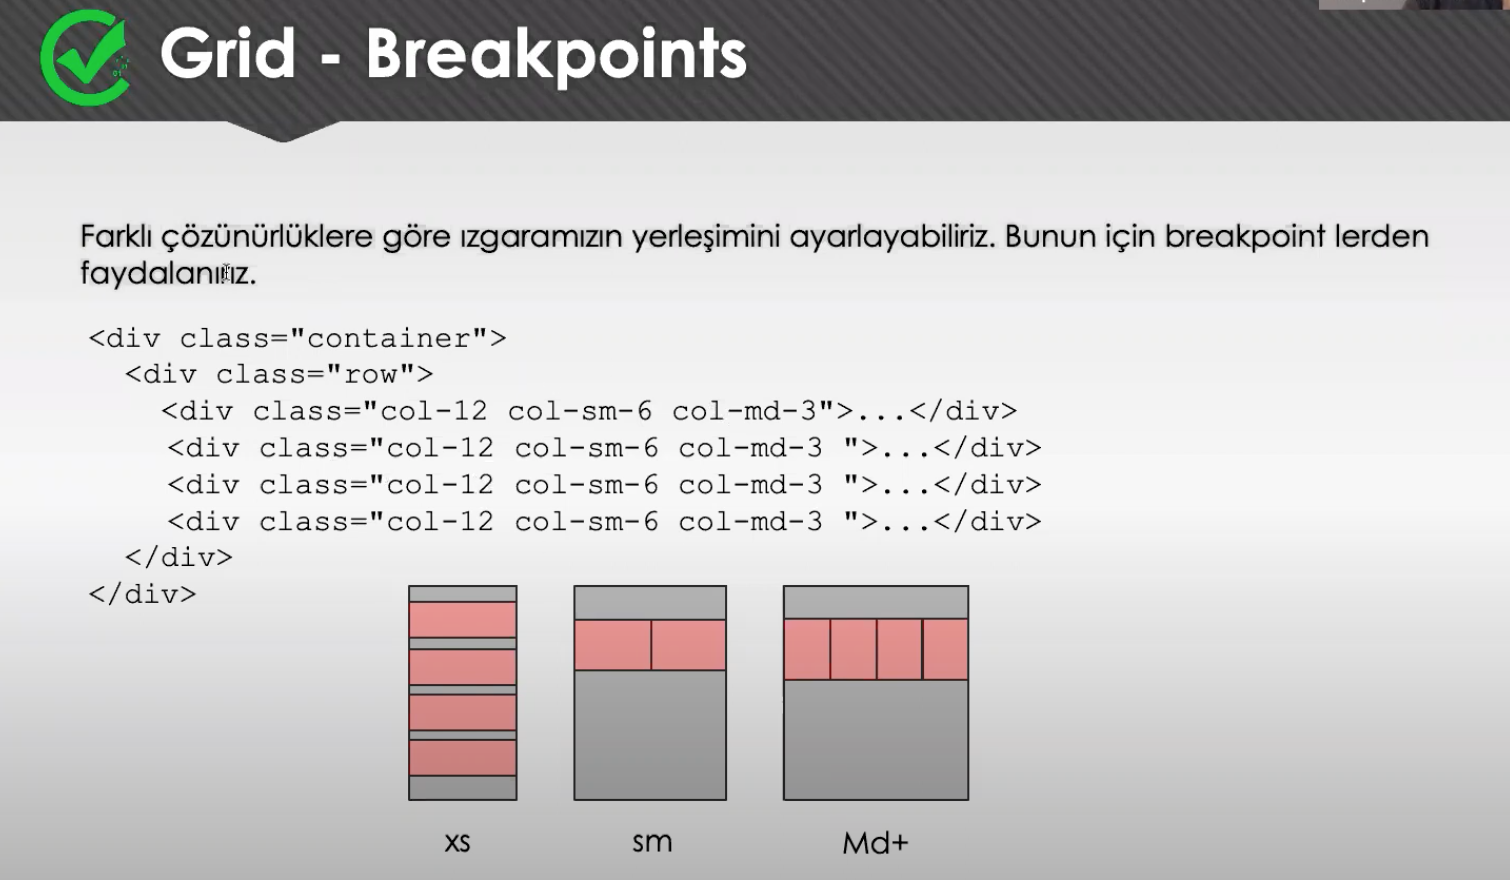 Grid - Breakpoints
Farklı çözünürlüklere göre ızgaramızın yerleşimini ayarlayabiliriz. Bunun için breakpoint lerden
faydalanırız.
<div class="container">
<div class="row">
<div class="col-12 col-sm-6 col-md-3">...</div>
<div class="col-12 col-sm-6 col-md-3 ">...</div>
<div class="col-12 col-sm-6 col-md-3 ">...</div>
<div class="col-12 col-sm-6 col-md-3 ">...</div>
</div>
</div>
xs
sm
Md+